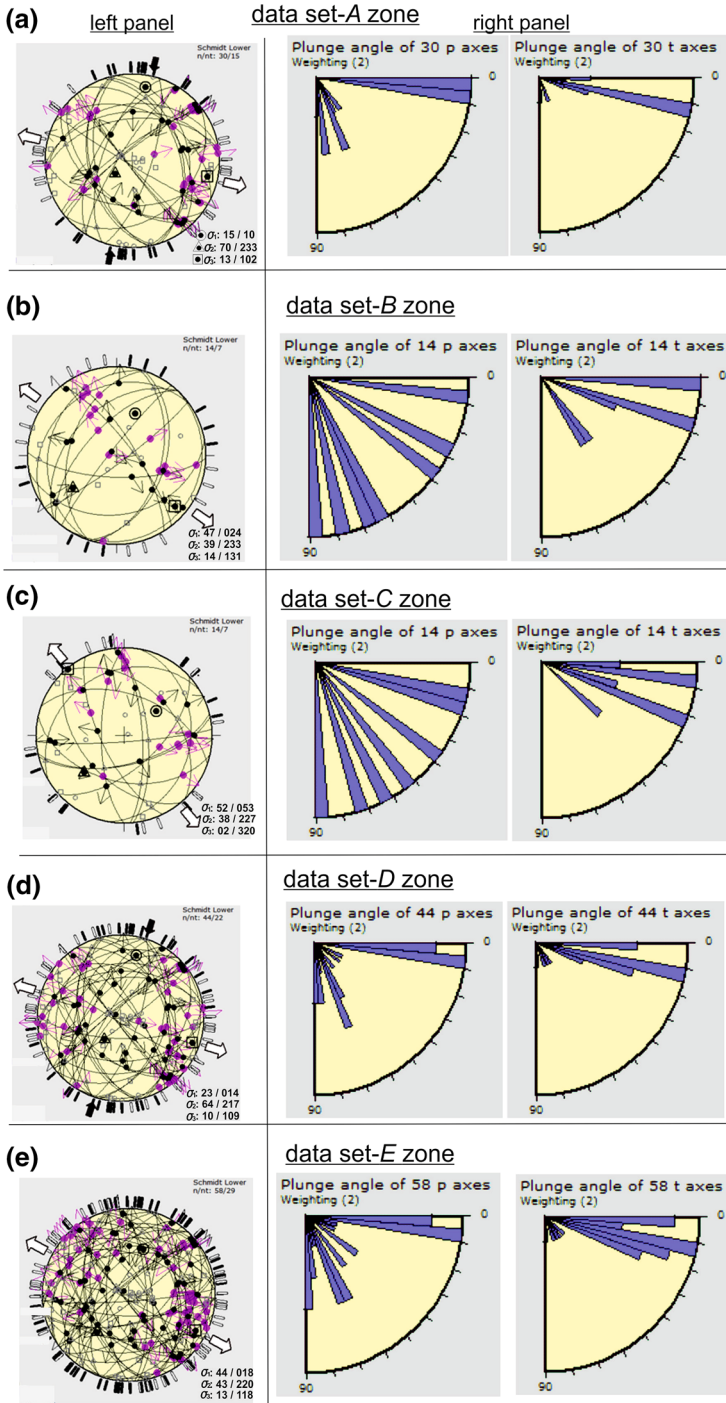 (a)
left panel
data set-A zone
right panel
Schmidt Lower
n/nt: 30/15
σ1: 15 / 10
σ2: 70 / 233
σ3: 13 / 102
Plunge angle of 30 p axes
Weighting (2)
0
90
Plunge angle of 30 t axes
Weighting (2)
0
90
(b)
data set-B zone
Schmidt Lower
n/nt: 14/7
σ1: 47 / 024
σ2: 39 / 233
σ3: 14 / 131
Plunge angle of 14 p axes
Weighting (2)
0
90
Plunge angle of 14 t axes
Weighting (2)
0
90
(c)
data set-C zone
Schmidt Lower
n/nt: 14/7
σ1: 52 / 053
σ2: 38 / 227
σ3: 02 / 320
Plunge angle of 14 p axes
Weighting (2)
0
90
Plunge angle of 14 t axes
Weighting (2)
0
90
(d)
data set-D zone
Schmidt Lower
n/nt: 44/22
σ1: 23 / 014
σ2: 64 / 217
σ3: 10 / 109
Plunge angle of 44 p axes
Weighting (2)
0
90
Plunge angle of 44 t axes
Weighting (2)
0
90
(e)
data set-E zone
Schmidt Lower
n/nt: 58/29
σ1: 44 / 018
σ2: 43 / 220
σ3: 13 / 118
Plunge angle of 58 p axes
Weighting (2)
0
90
Plunge angle of 58 t axes
Weighting (2)
0
90